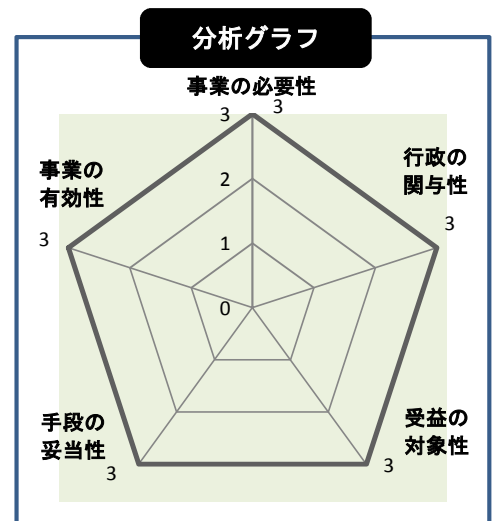 分析グラフ
事業の必要性
3
3
行政の
関与性
3
事業の
有効性
3
2
1
0
受益の
対象性
3
手段の
妥当性
3